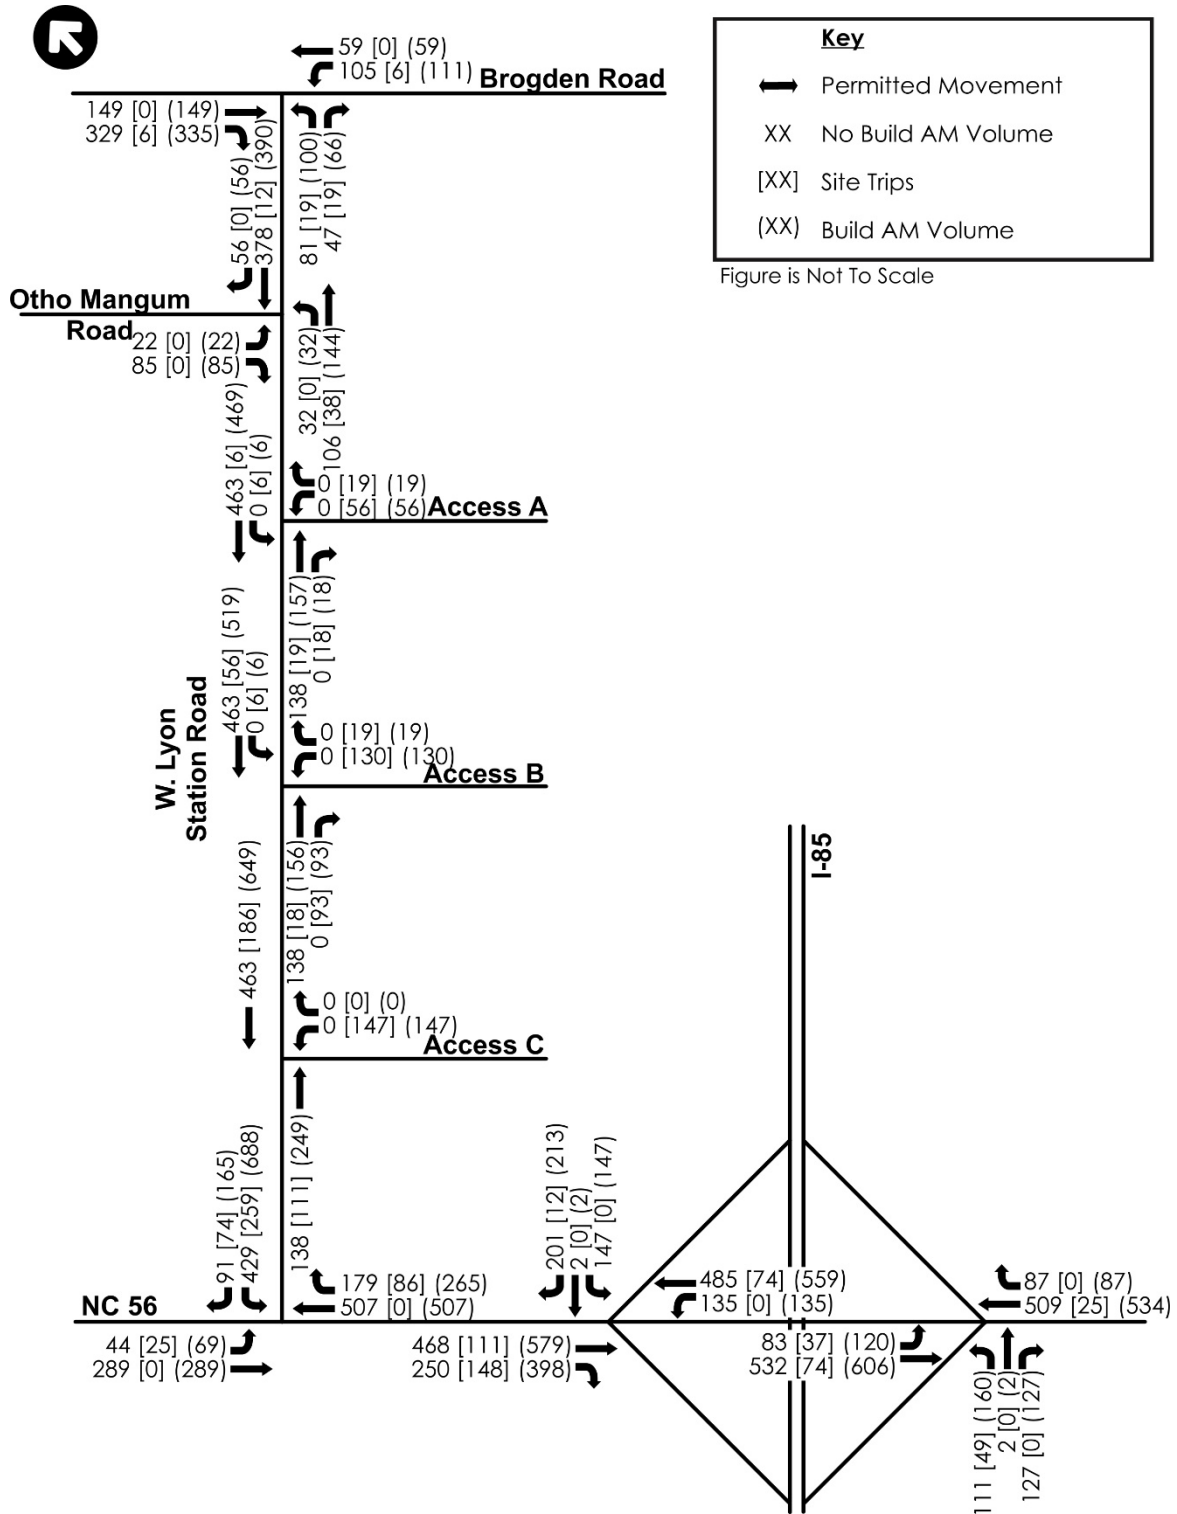 59 [0] (59)
105 [6] (111)
Brogden Road
149 [0] (149)
329 [6] (335)
56 [0] (56)
378 [12] (390)
81 [19] (100)
47 [19] (66)
Key
Permitted Movement
XX No Build AM Volume
[XX] Site Trips
(XX) Build AM Volume
Figure is Not To Scale
Otho Mangum
Road
22 [0] (22)
85 [0] (85)
32 [0] (32)
106 [38] (144)
463 [6] (469)
0 [6] (6)
0 [19] (19)
0 [56] (56)
Access A
138 [19] (157)
0 [18] (18)
463 [56] (519)
0 [6] (6)
W. Lyon
Station Road
0 [19] (19)
0 [130] (130)
Access B
138 [18] (156)
0 [93] (93)
463 [186] (649)
0 [0] (0)
0 [147] (147)
Access C
I-85
138 [111] (249)
91 [74] (165)
429 [259] (688)
201 [12] (213)
2 [0] (2)
147 [0] (147)
179 [86] (265)
507 [0] (507)
NC 56
44 [25] (69)
289 [0] (289)
468 [111] (579)
250 [148] (398)
485 [74] (559)
135 [0] (135)
83 [37] (120)
532 [74] (606)
87 [0] (87)
509 [25] (534)
111 [49] (160)
2 [0] (2)
127 [0] (127)